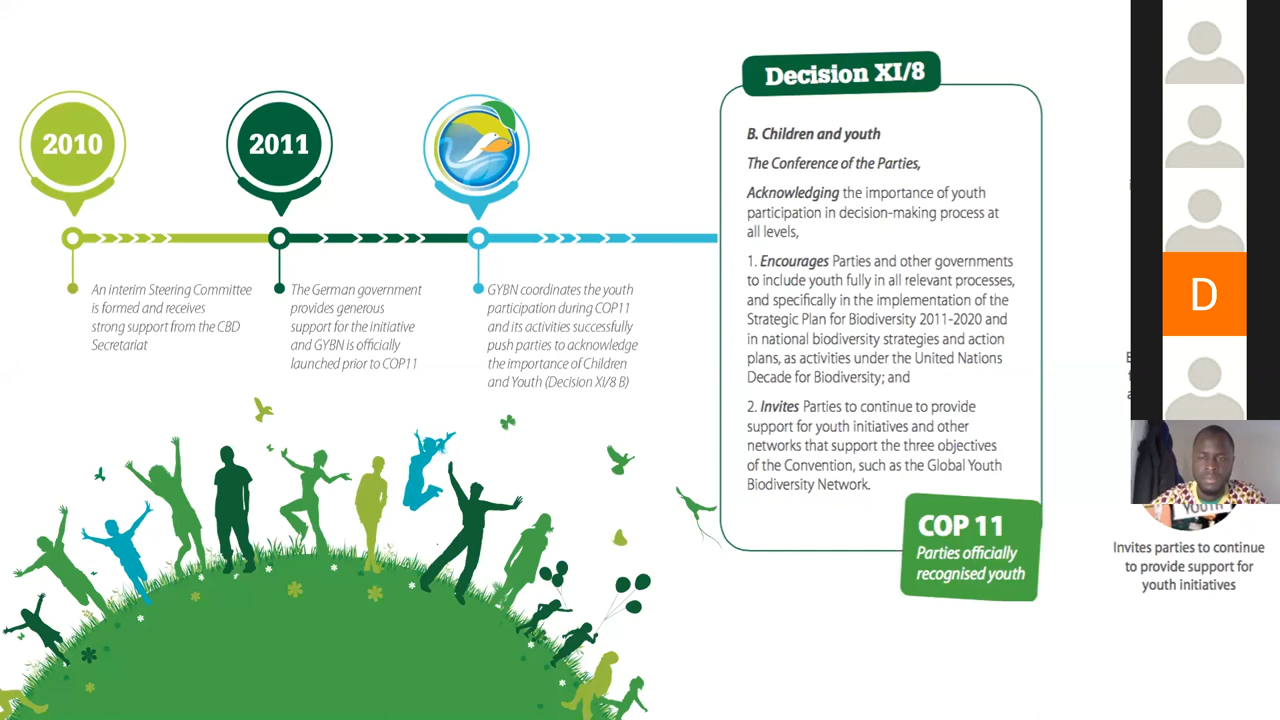 2010
2011
An interim Steering Committee
is formed and receives
strong support from the CBD
Secretariat
The German government
provides generous
support for the initiative
and GYBN is officially
launched prior to COP11
GYBN coordinates the youth
participation during COP11
and its activities successfully
push parties to acknowledge
the importance of Children
and Youth (Decision XI/8 B)
Decision XI/8
B. Children and youth
The Conference of the Parties,
Acknowledging the importance of youth
participation in decision-making process at
all levels,
1. Encourages Parties and other governments
to include youth fully in all relevant processes,
and specifically in the implementation of the
Strategic Plan for Biodiversity 2011-2020 and
in national biodiversity strategies and action
plans, as activities under the United Nations
Decade for Biodiversity; and
2. Invites Parties to continue to provide
support for youth initiatives and other
networks that support the three objectives
of the Convention, such as the Global Youth
Biodiversity Network.
COP 11
Parties officially
recognised youth
D
YOUTH
Invites parties to continue
to provide support for
youth initiatives